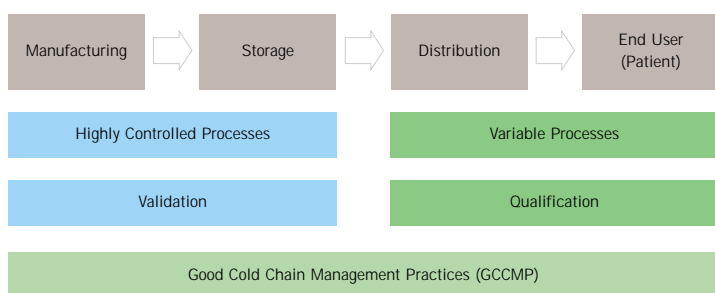 Manufacturing
Storage
Distribution
End User
(Patient)
Highly Controlled Processes
Variable Processes
Validation
Qualification
Good Cold Chain Management Practices (GCCMP)